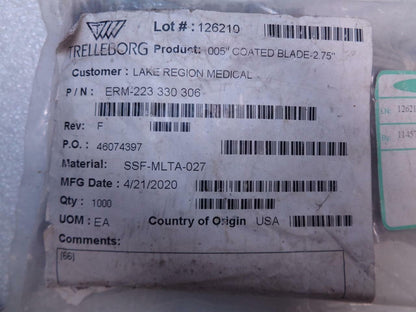 Lot # : 126210
TRELLEBORG Product: .005" COATED BLADE-2.75"
Customer : LAKE REGION MEDICAL
P / N : ERM-223 330 306
Rev: F
P.O. : 46074397
Material: SSF-MLTA-027
MFG Date : 4/21/2020
Qty : 1000
UOM : EA Country of Origin USA
Comments:
[66]